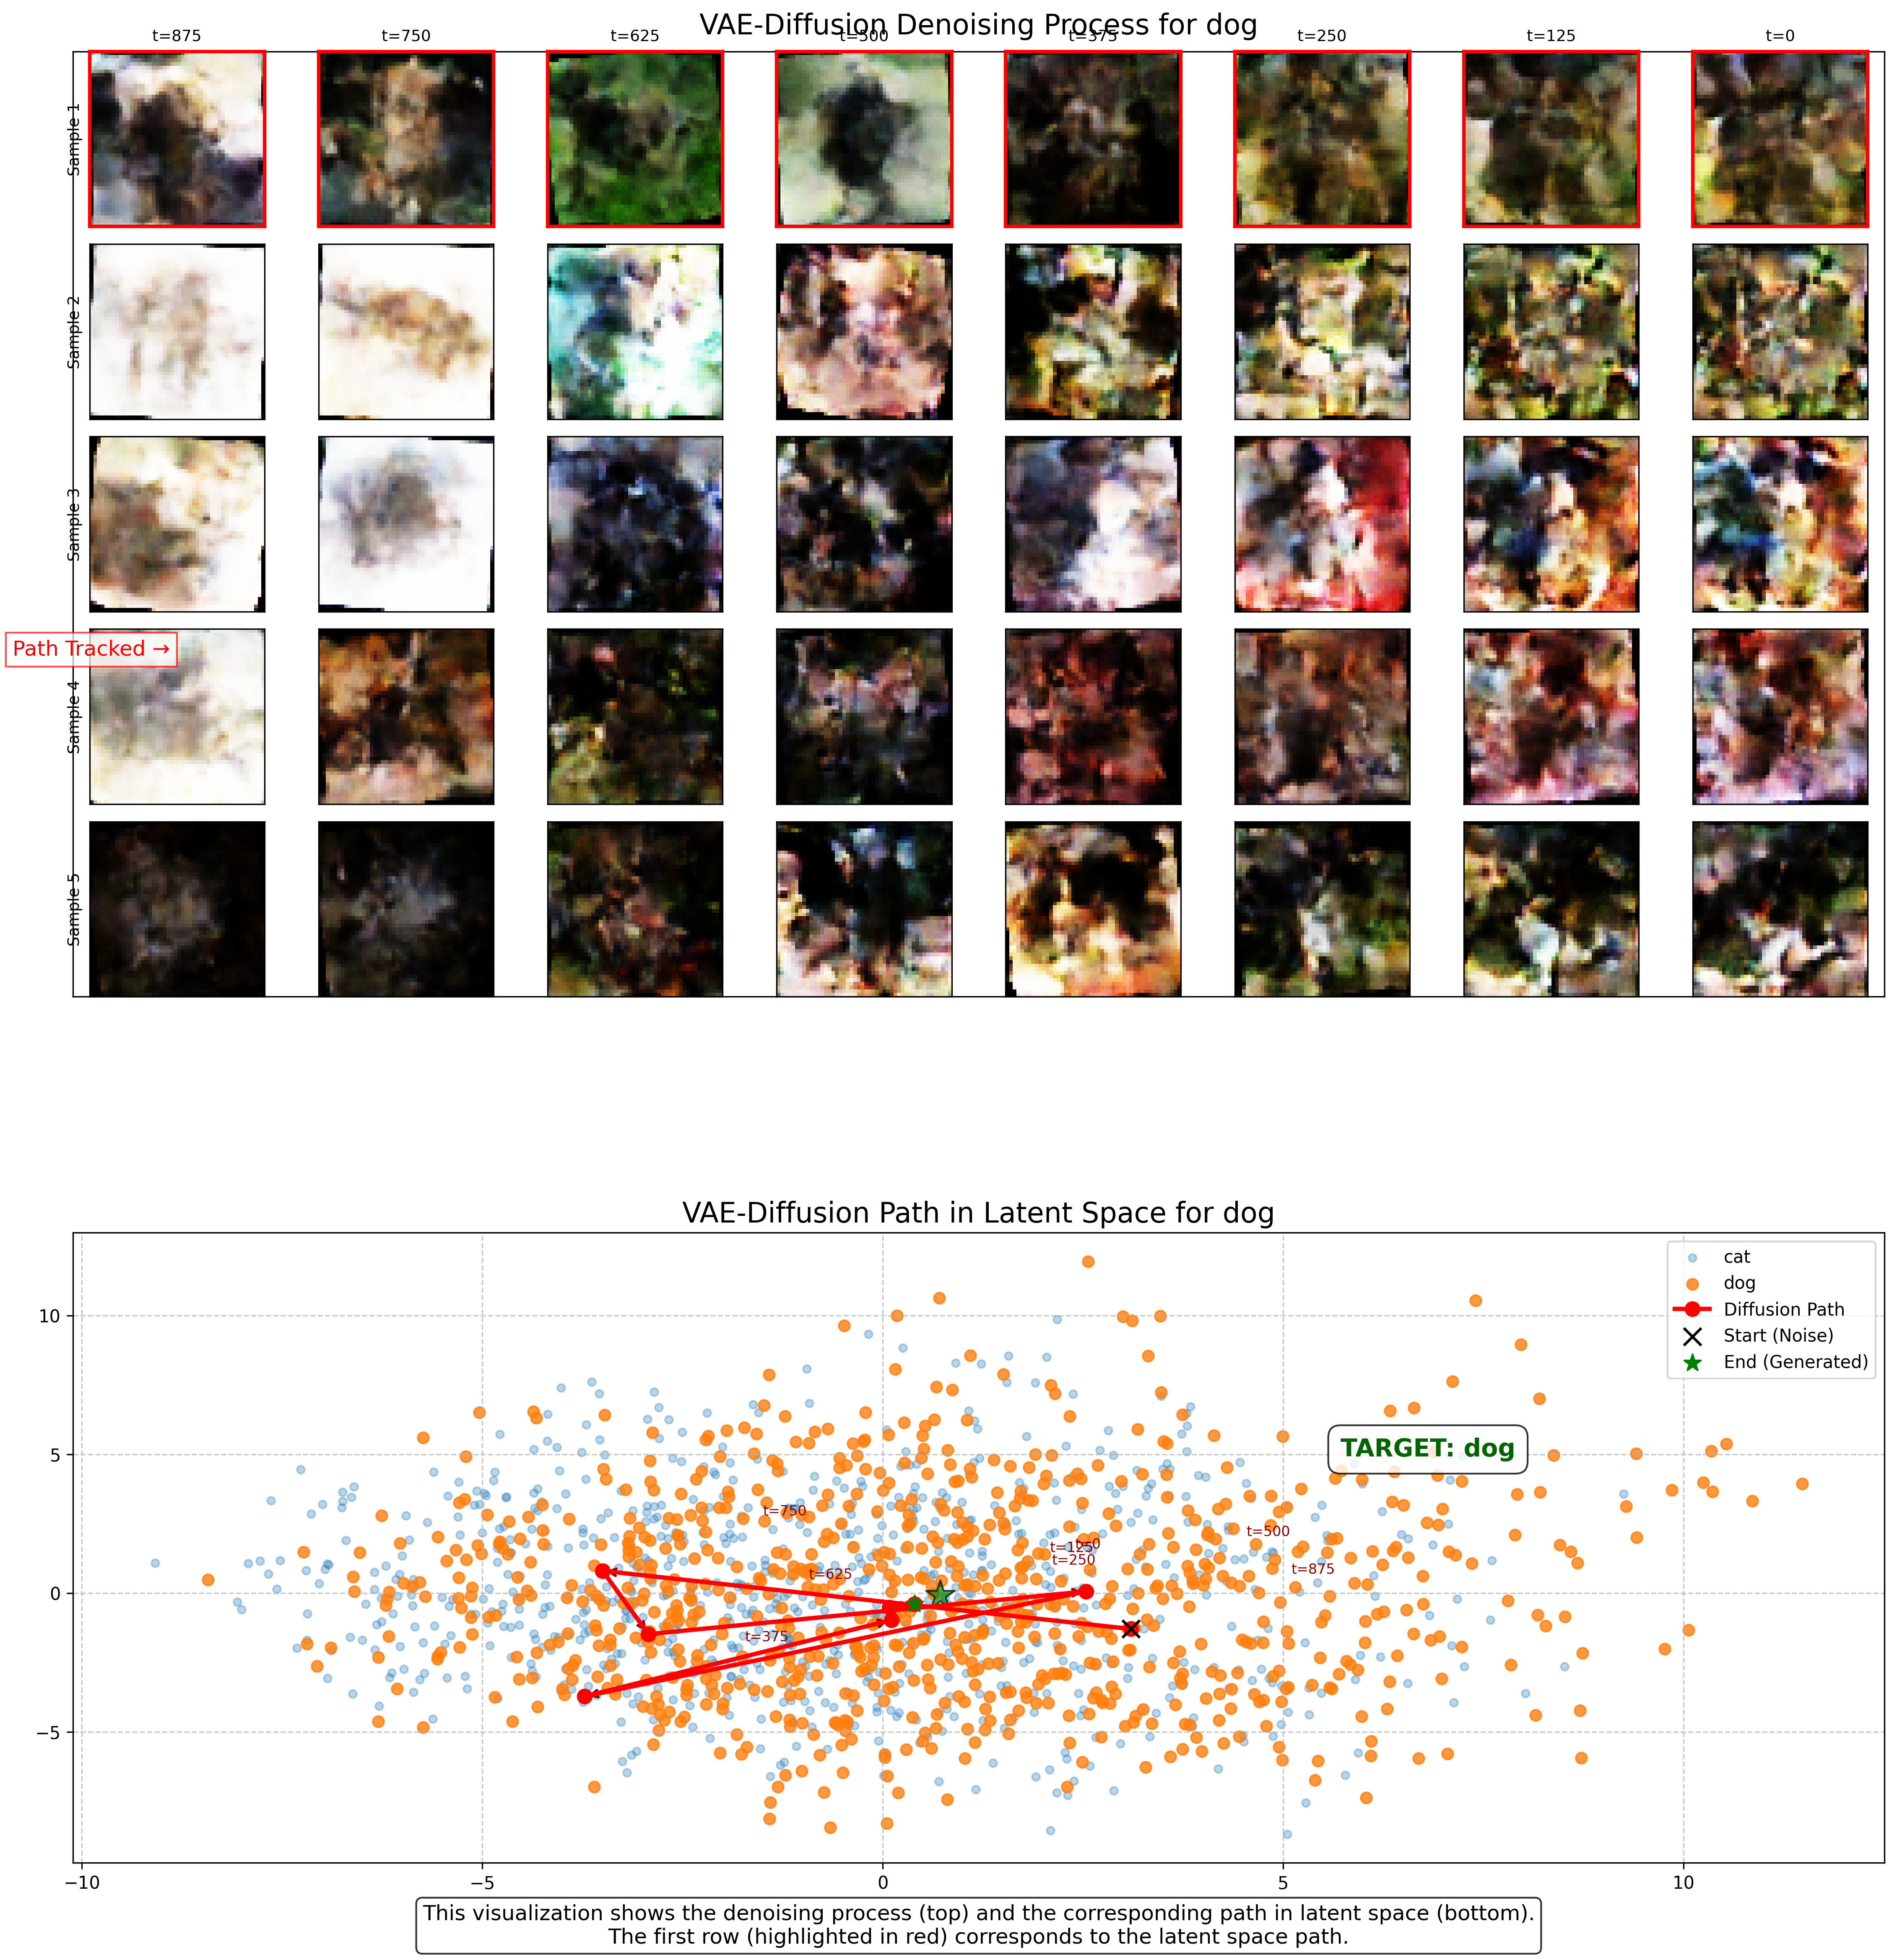 VAE-Diffusion Denoising Process for dog
t=875
t=750
t=625
t=500
t=375
t=250
t=125
t=0
Sample 1
Sample 2
Sample 3
Path Tracked →
Sample 4
Sample 5
VAE-Diffusion Path in Latent Space for dog
cat
dog
Diffusion Path
Start (Noise)
End (Generated)
TARGET: dog
10
5
0
−5
t=750
t=500
t=0
t=125
t=250
t=875
t=625
t=375
−10
−5
0
5
10
This visualization shows the denoising process (top) and the corresponding path in latent space (bottom).
The first row (highlighted in red) corresponds to the latent space path.